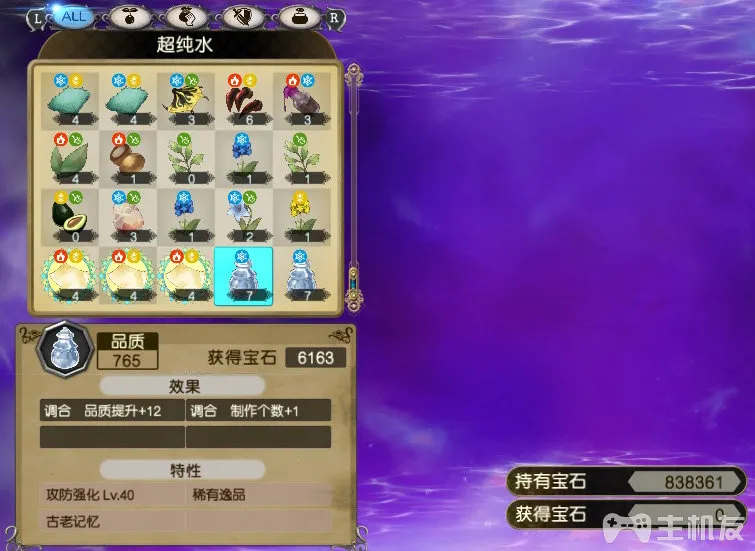 L ALL R
超纯水
4 4 3 6 3
4 1 0 1 1
0 3 1 2 1
4 4 4 7 7
品质
765 获得宝石 6163
效果
调合 品质提升+12 调合 制作个数+1
特性
攻防强化 Lv.40 稀有逸品
古老记忆
持有宝石 838361
获得宝石 0
主机友